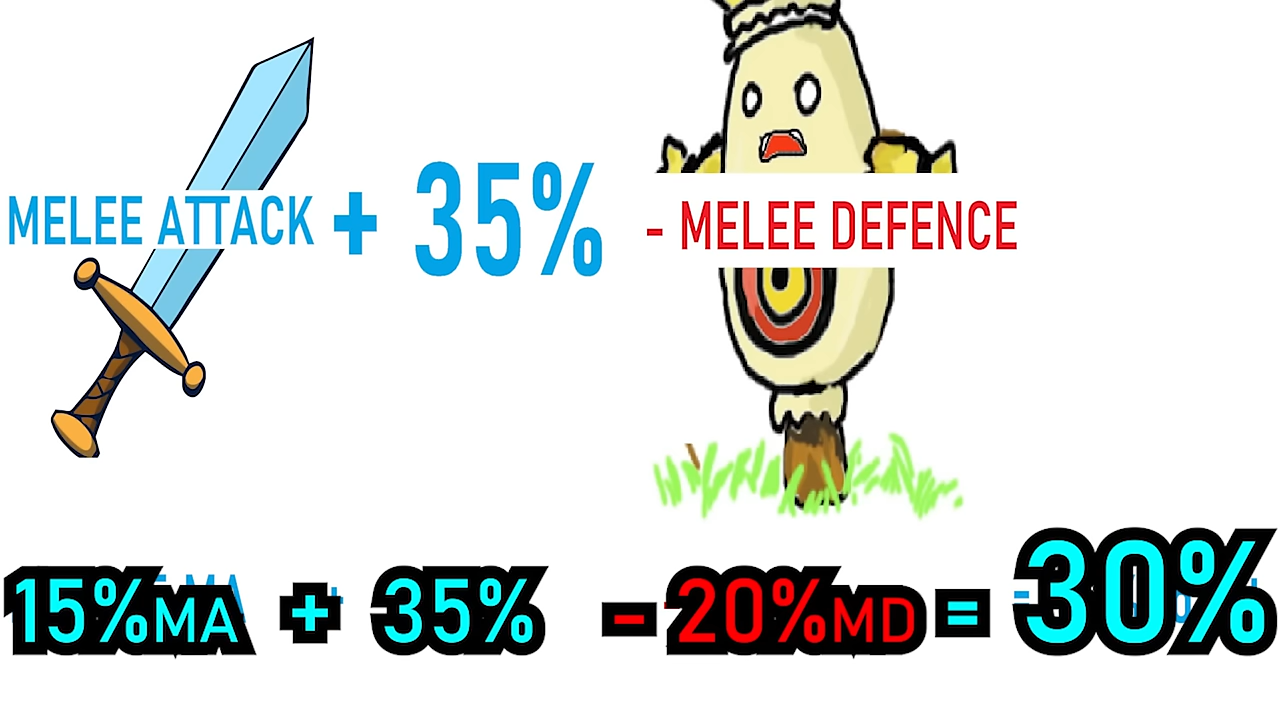 MELEE ATTACK + 35% - MELEE DEFENCE
15%MA + 35% -20%MD = 30%